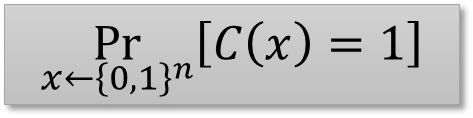 Pr [C(x) = 1]
x←{0,1}ⁿ